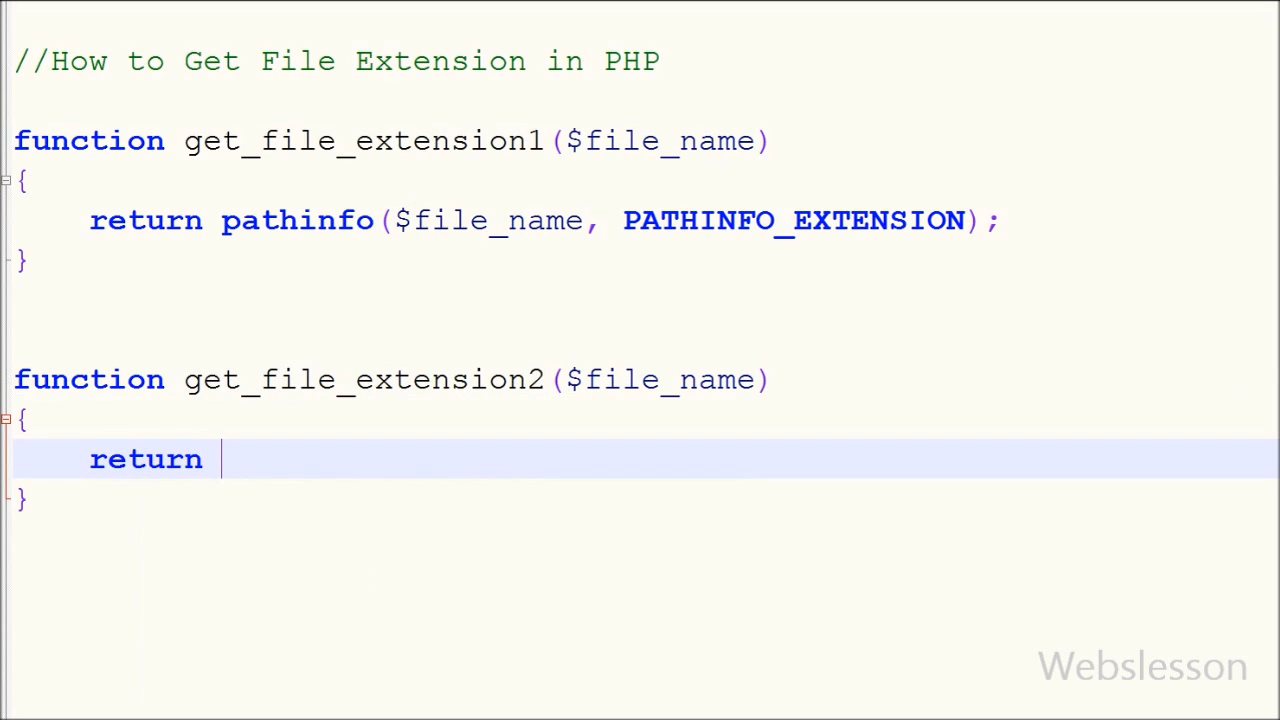 //How to Get File Extension in PHP
function get_file_extension1($file_name)
{
    return pathinfo($file_name, PATHINFO_EXTENSION);
}
function get_file_extension2($file_name)
{
    return
}
Webslesson